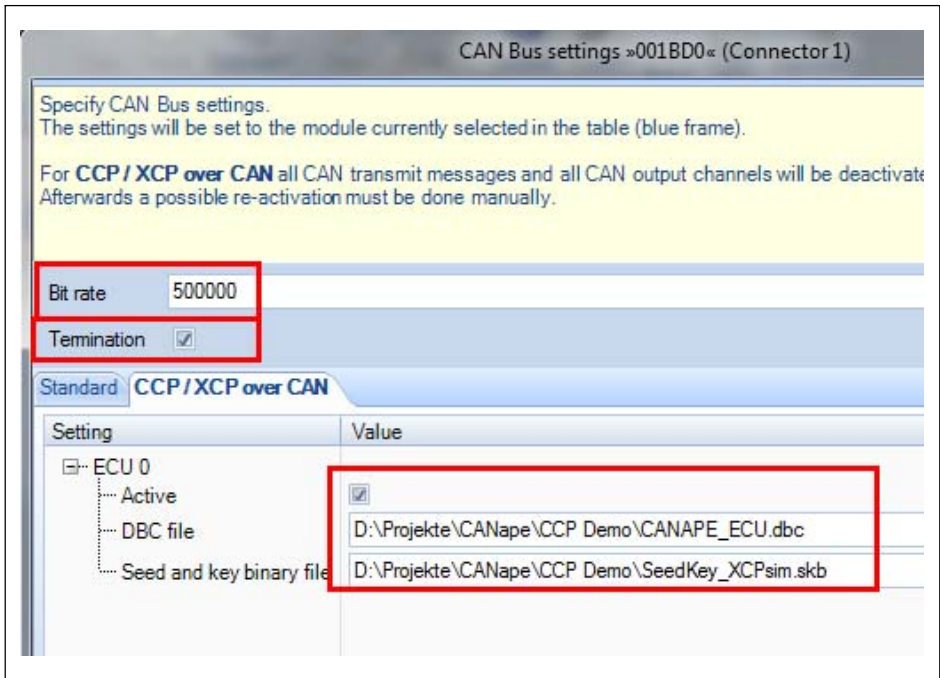 CAN Bus settings »001BD0« (Connector 1)
Specify CAN Bus settings.
The settings will be set to the module currently selected in the table (blue frame).
For CCP / XCP over CAN all CAN transmit messages and all CAN output channels will be deactivate
Afterwards a possible re-activation must be done manually.
Bit rate 500000
Termination
Standard CCP / XCP over CAN
Setting Value
ECU 0
Active
DBC file D:\Projekte\CANape\CCP Demo\CANAPE_ECU.dbc
Seed and key binary file D:\Projekte\CANape\CCP Demo\SeedKey_XCPsim.skb